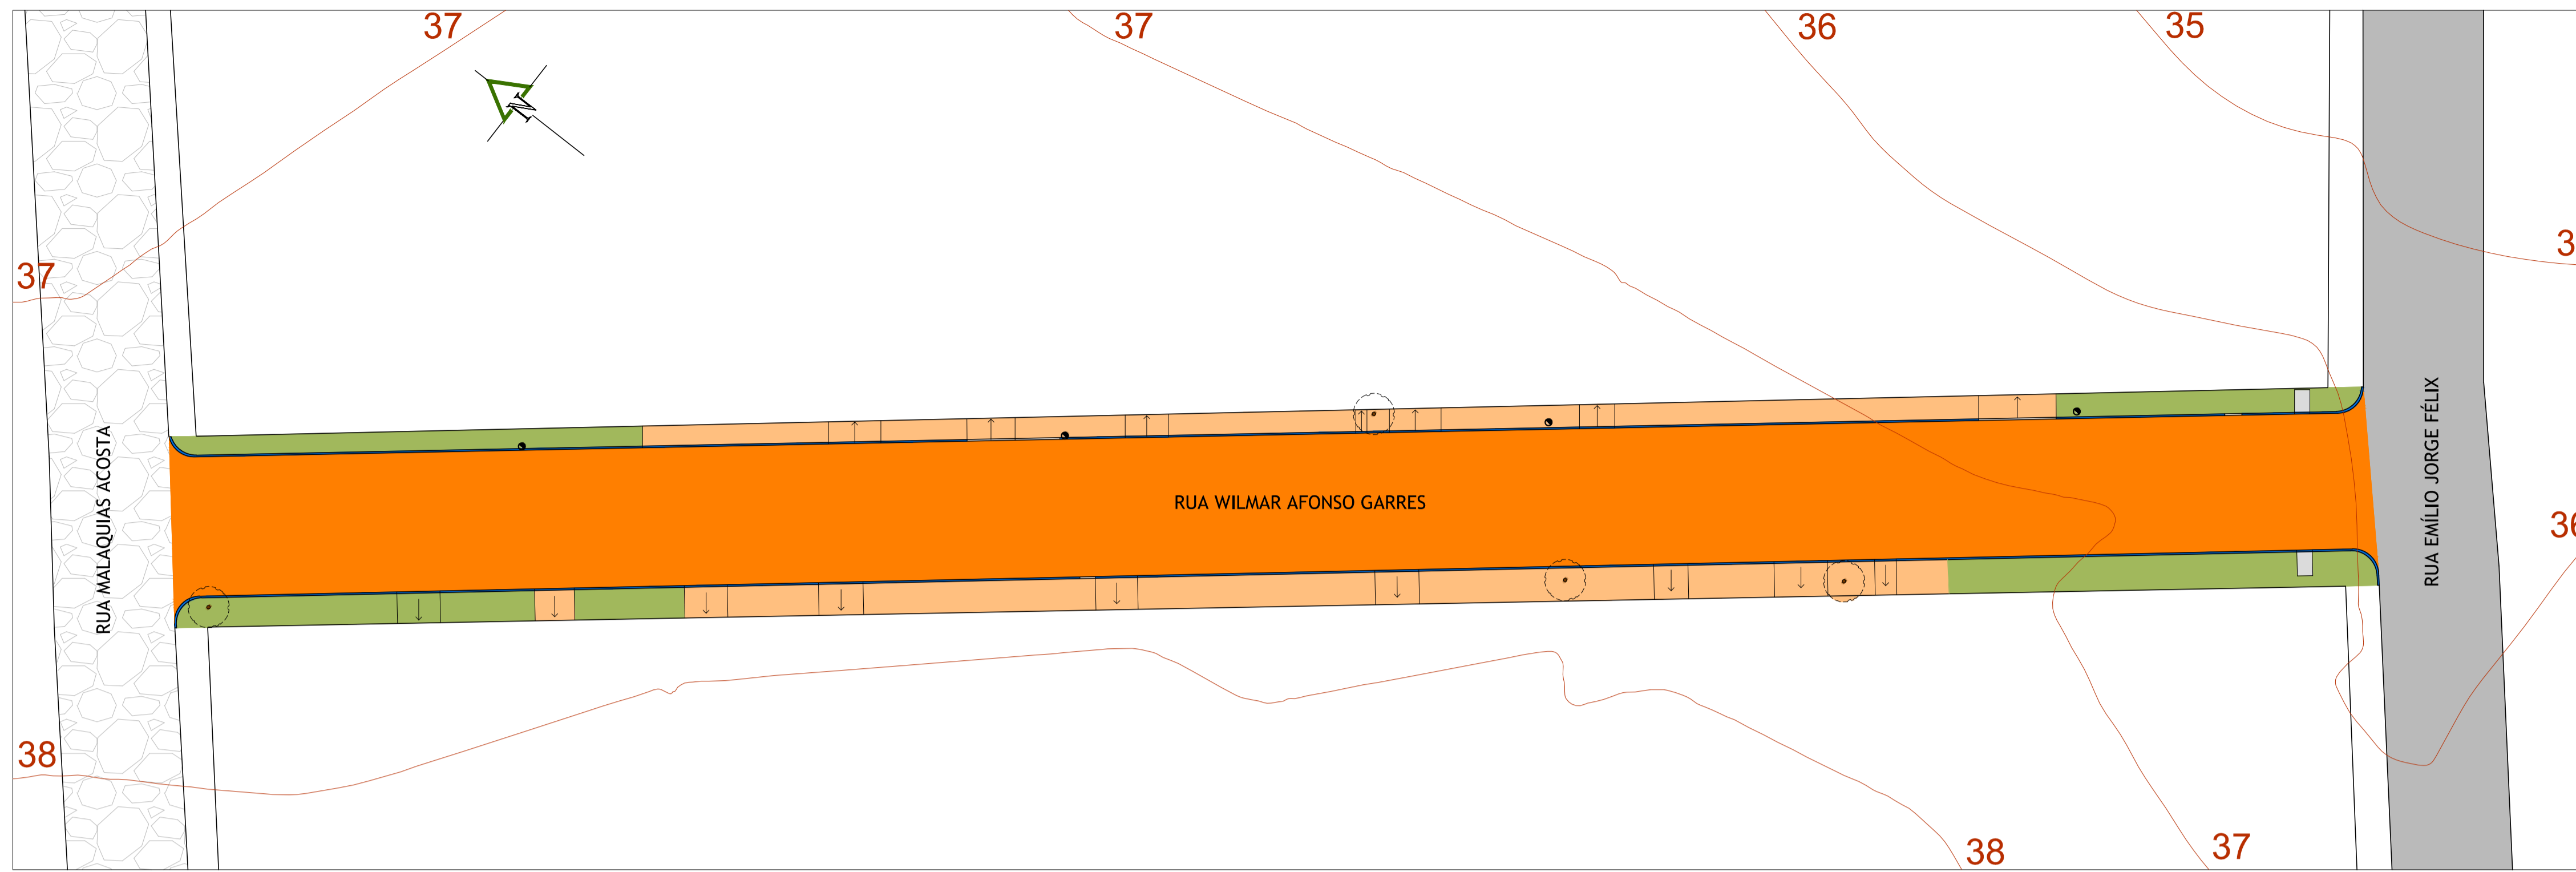 37
37
36
35
N
37
RUA WILMAR AFONSO GARRES
RUA MALAQUIAS ACOSTA
RUA EMÍLIO JORGE FÉLIX
38
38
37